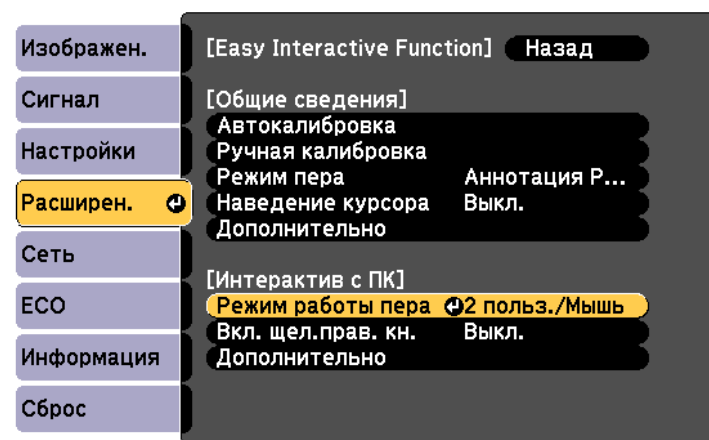 Изображен.
Сигнал
Настройки
Расширен.
Сеть
ECO
Информация
Сброс
[Easy Interactive Function] Назад
[Общие сведения]
Автокалибровка
Ручная калибровка
Режим пера Аннотация P...
Наведение курсора Выкл.
Дополнительно
[Интерактив с ПК]
Режим работы пера 2 польз./Мышь
Вкл. щел.прав. кн. Выкл.
Дополнительно